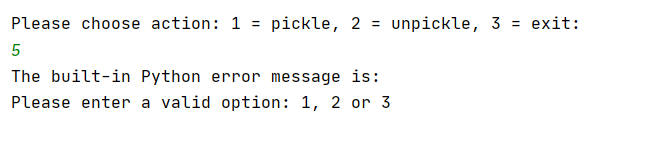 Please choose action: 1 = pickle, 2 = unpickle, 3 = exit:
5
The built-in Python error message is:
Please enter a valid option: 1, 2 or 3